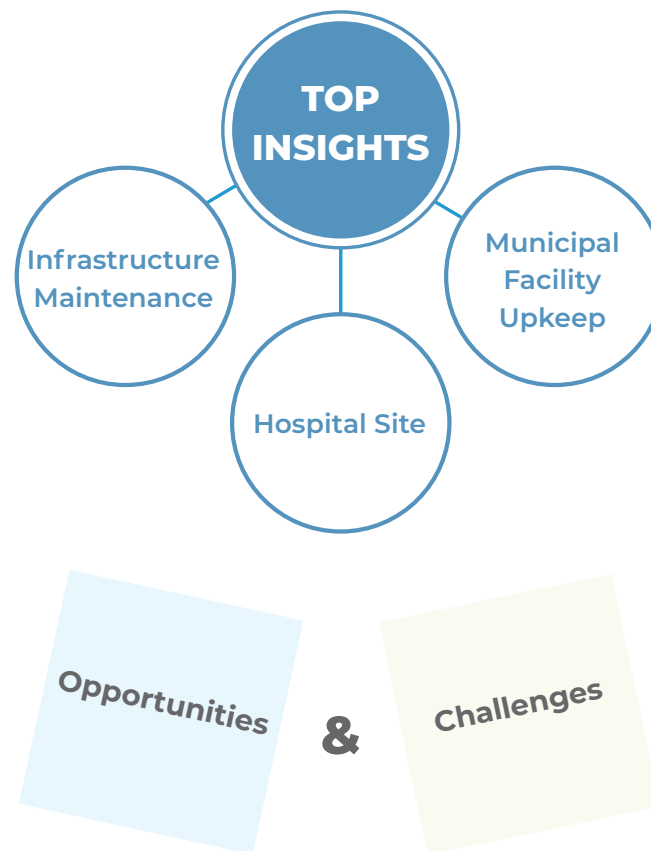 TOP
INSIGHTS
Infrastructure
Maintenance
Municipal
Facility
Upkeep
Hospital Site
Opportunities
&
Challenges